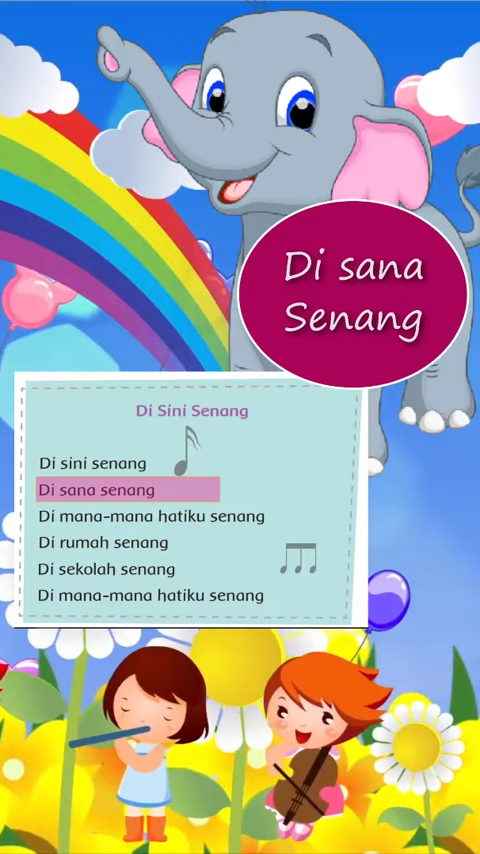 Di sana
Senang
Di Sini Senang
Di sini senang
Di sana senang
Di mana-mana hatiku senang
Di rumah senang
Di sekolah senang
Di mana-mana hatiku senang